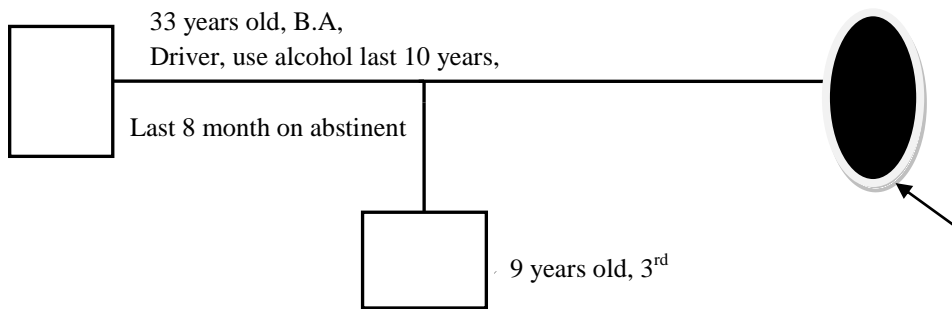 33 years old, B.A,
Driver, use alcohol last 10 years,
Last 8 month on abstinent
9 years old, 3rd